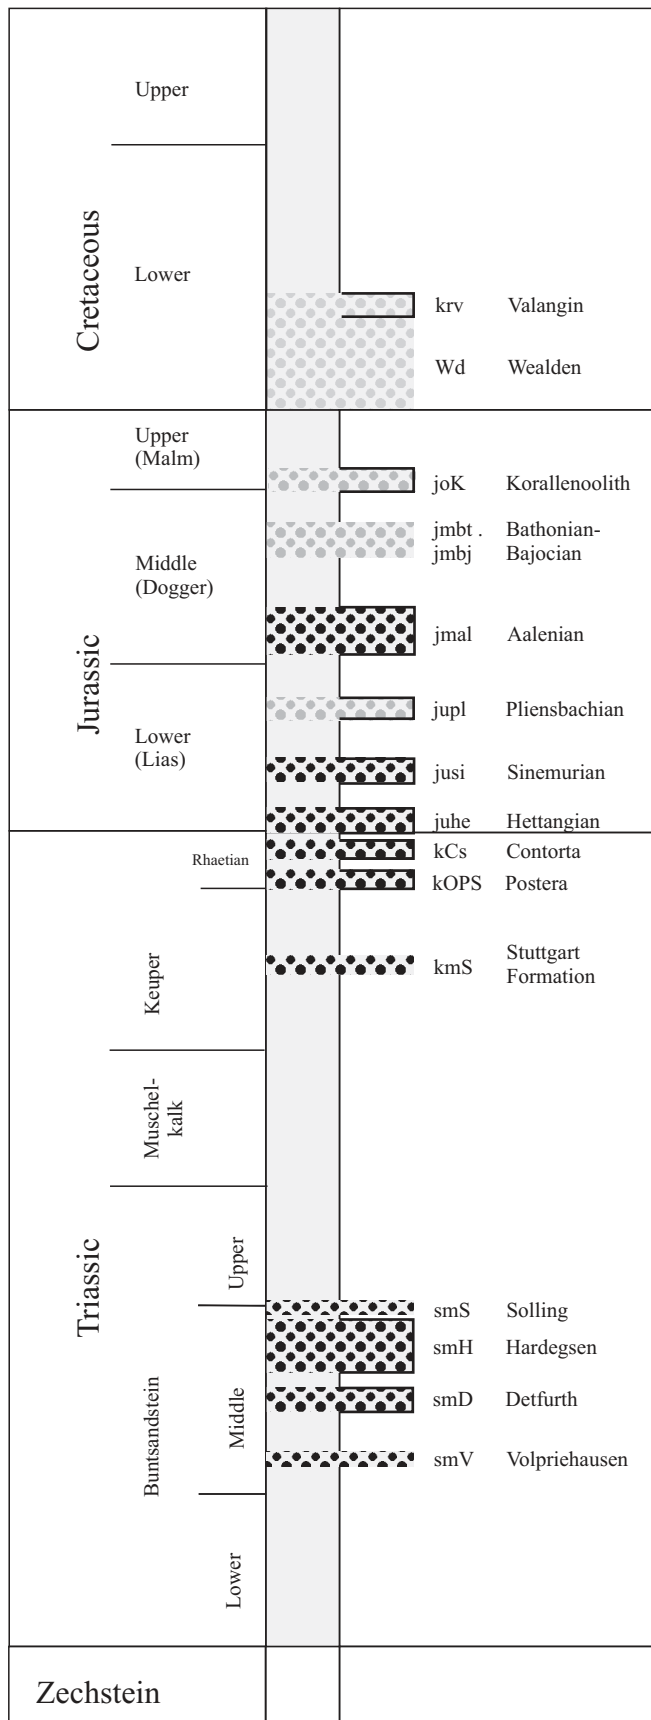 Upper
Cretaceous
Lower
krv Valangin
Wd Wealden
Upper
(Malm)
joK Korallenoolith
jmbt . Bathonian-
jmbj Bajocian
Middle
(Dogger)
jmal Aalenian
Jurassic
jupl Pliensbachian
Lower
(Lias)
jusi Sinemurian
juhe Hettangian
Rhaetian
kCs Contorta
kOPS Postera
Keuper
kmS Stuttgart
Formation
Muschel-
kalk
Triassic
Upper
smS Solling
smH Hardegsen
Buntsandstein
Middle
smD Detfurth
smV Volpriehausen
Lower
Zechstein